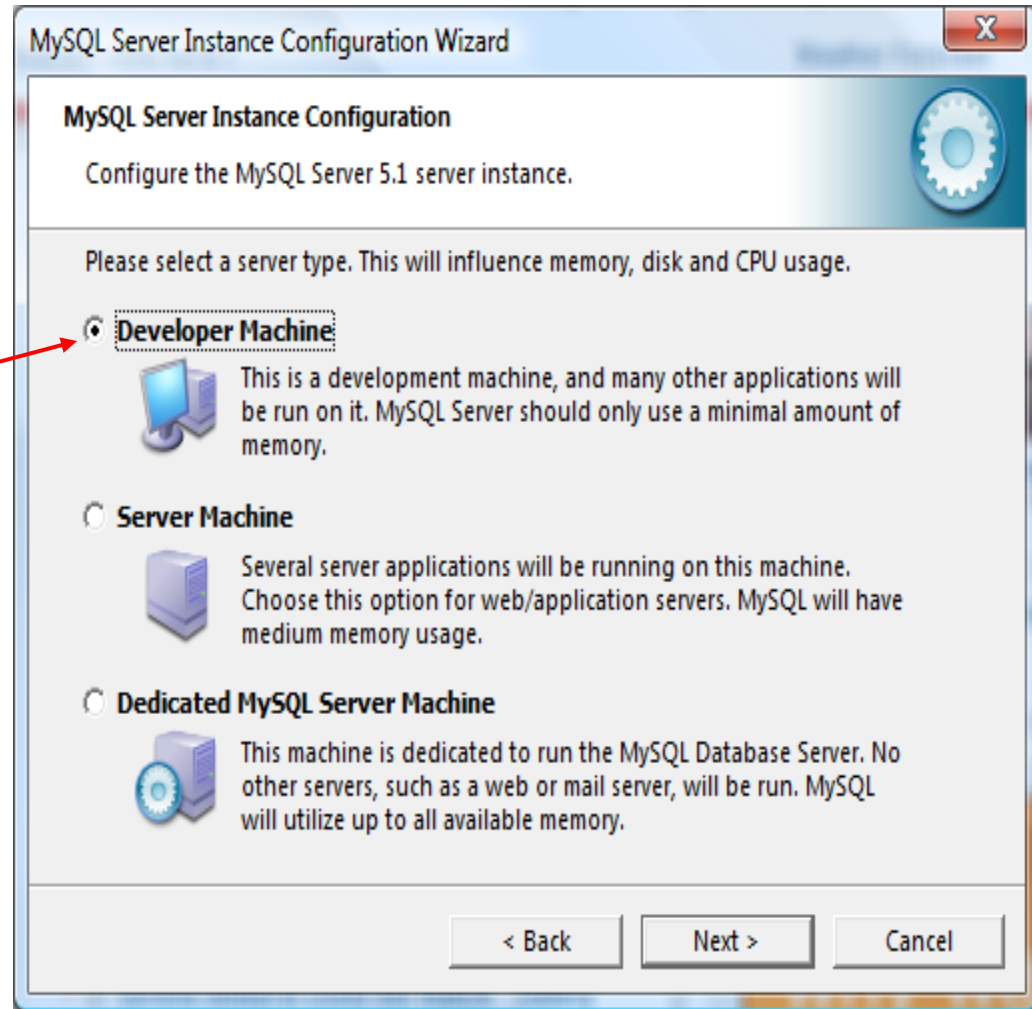 MySQL Server Instance Configuration Wizard
X
MySQL Server Instance Configuration
Configure the MySQL Server 5.1 server instance.
Please select a server type. This will influence memory, disk and CPU usage.
Developer Machine
This is a development machine, and many other applications will
be run on it. MySQL Server should only use a minimal amount of
memory.
Server Machine
Several server applications will be running on this machine.
Choose this option for web/application servers. MySQL will have
medium memory usage.
Dedicated MySQL Server Machine
This machine is dedicated to run the MySQL Database Server. No
other servers, such as a web or mail server, will be run. MySQL
will utilize up to all available memory.
< Back Next > Cancel